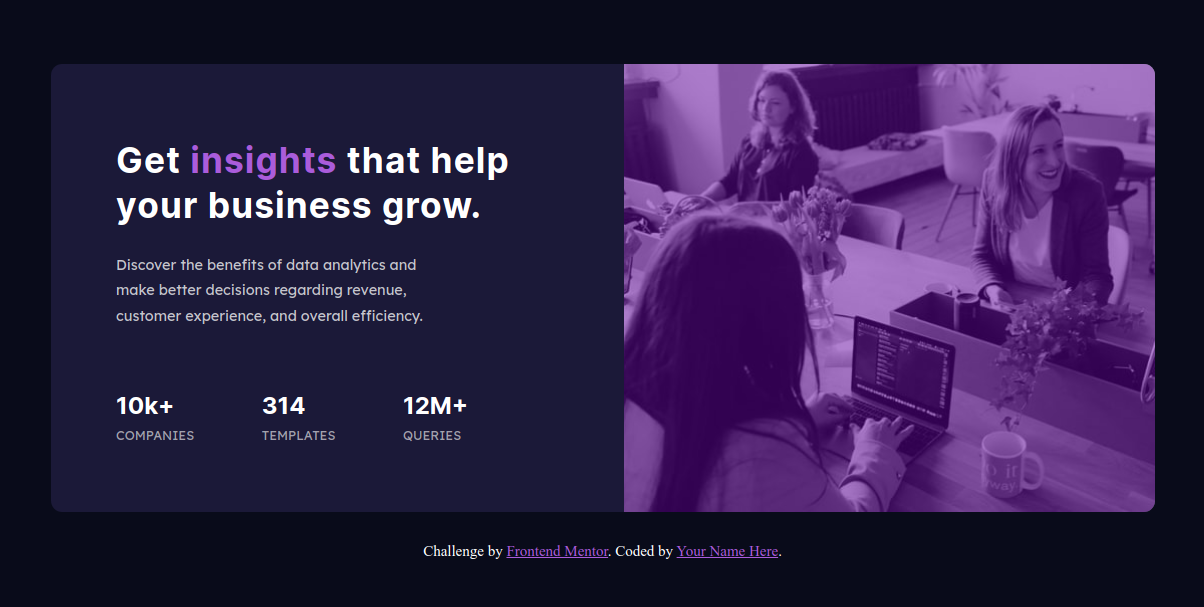 Get insights that help
your business grow.
Discover the benefits of data analytics and
make better decisions regarding revenue,
customer experience, and overall efficiency.
10k+ 314 12M+
COMPANIES TEMPLATES QUERIES
Challenge by Frontend Mentor. Coded by Your Name Here.